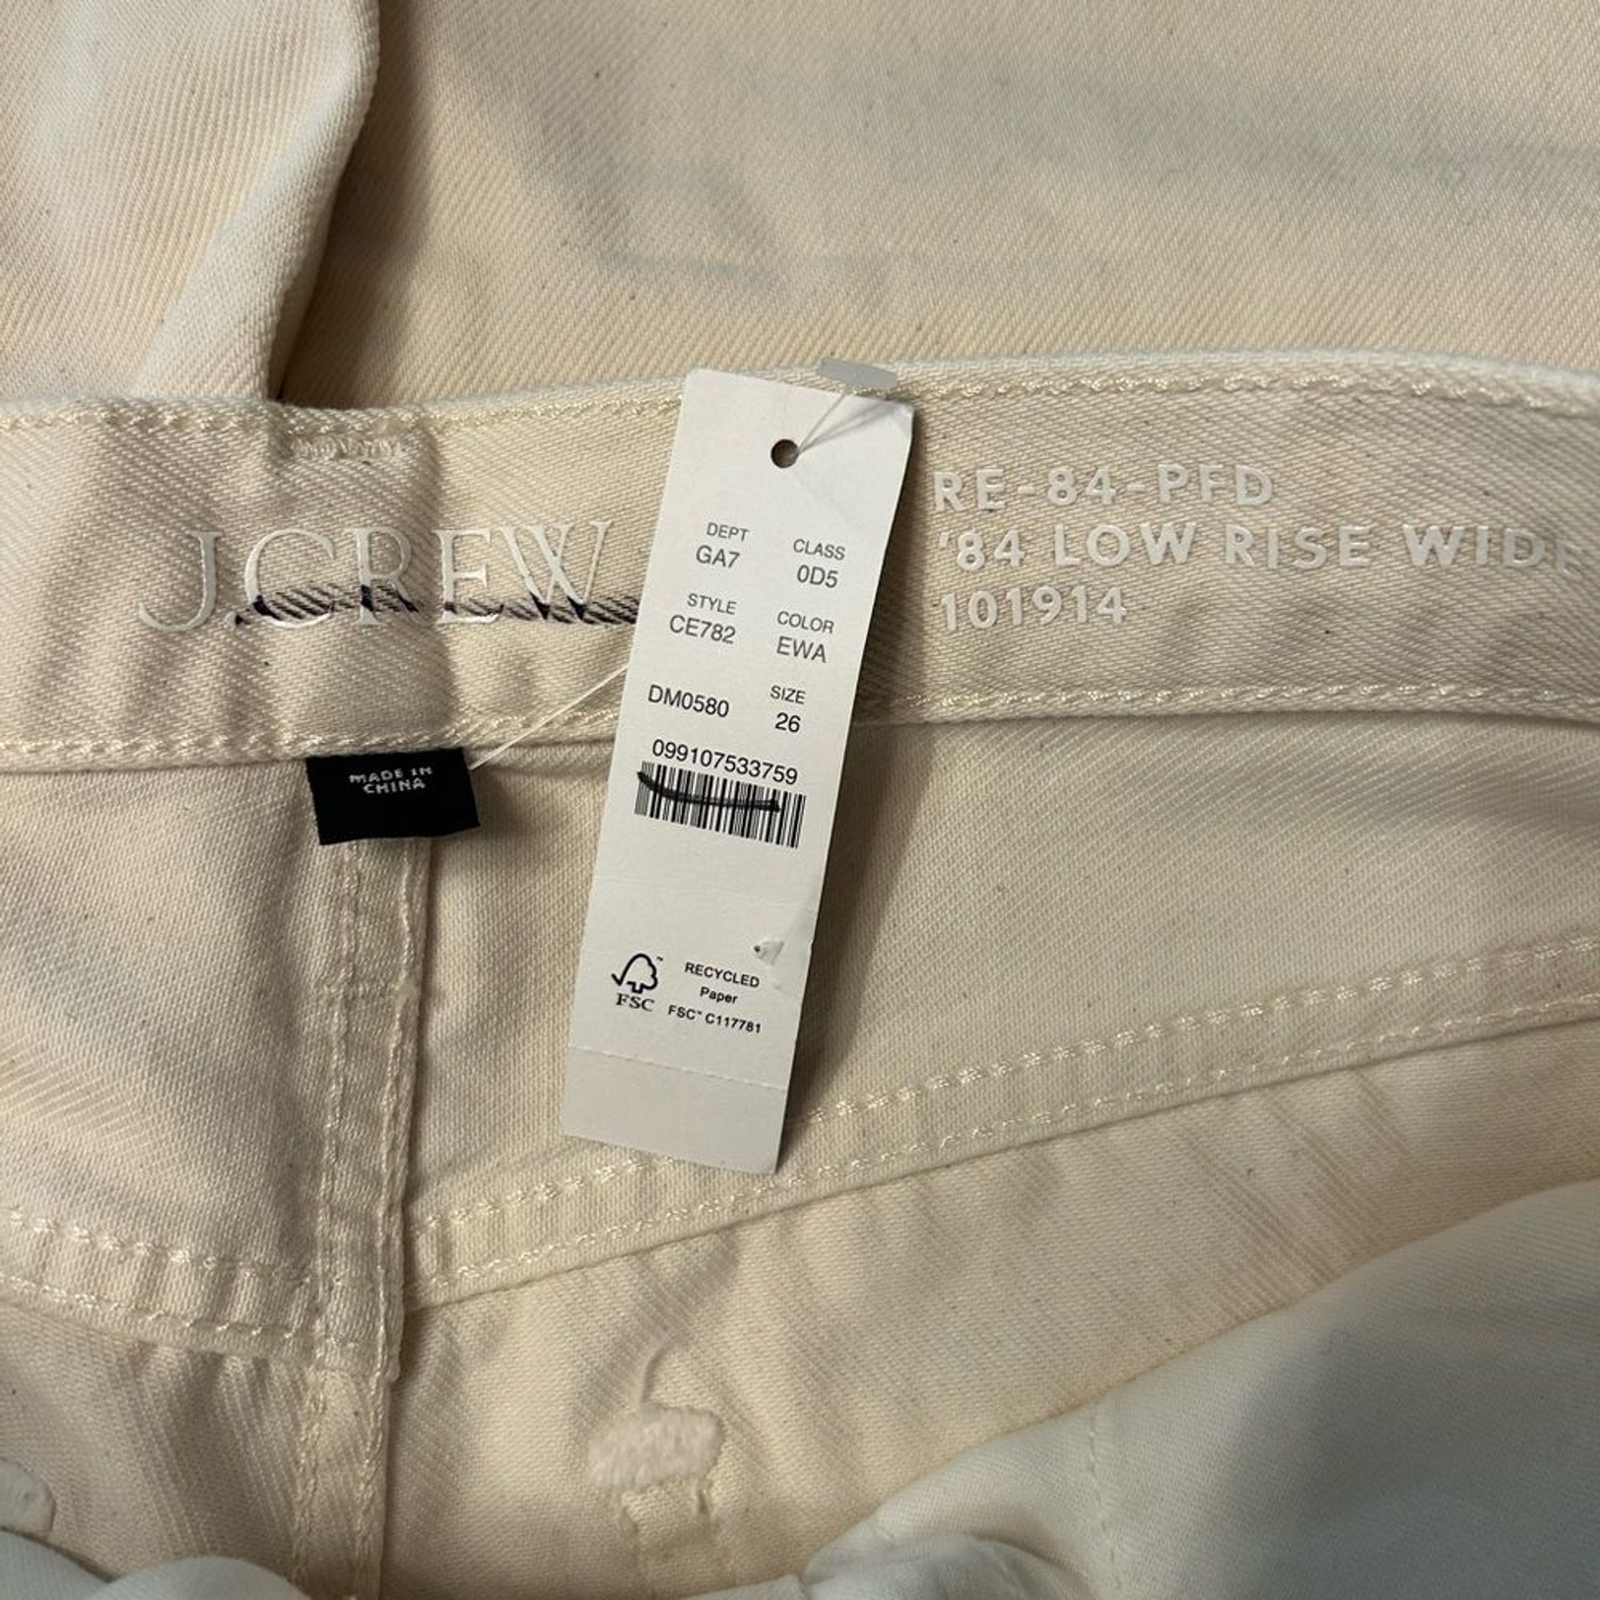 J.CREW
RE-84-PFD
'84 LOW RISE WIDE
101914
MADE IN
CHINA
DEPT CLASS
GA7 0D5
STYLE COLOR
CE782 EWA
DM0580 SIZE
26
099107533759
FSC
RECYCLED
Paper
FSC™ C117781